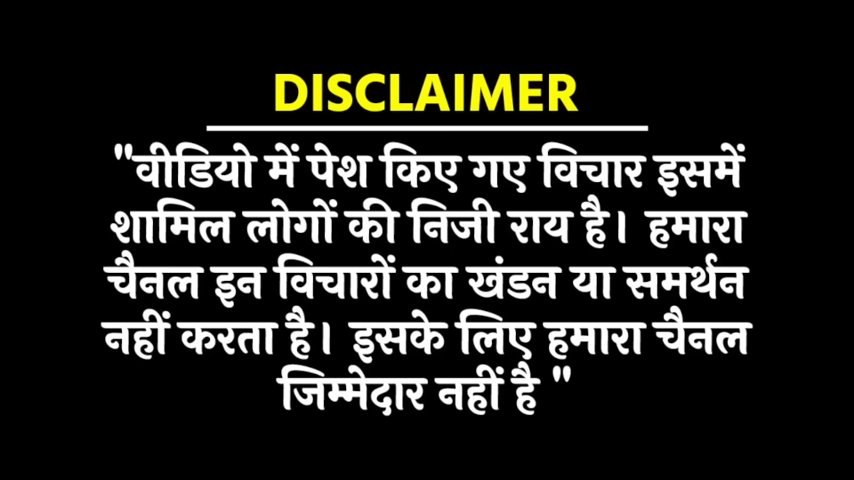 DISCLAIMER
"वीडियो में पेश किए गए विचार इसमें
शामिल लोगों की निजी राय है। हमारा
चैनल इन विचारों का खंडन या समर्थन
नहीं करता है। इसके लिए हमारा चैनल
जिम्मेदार नहीं है "